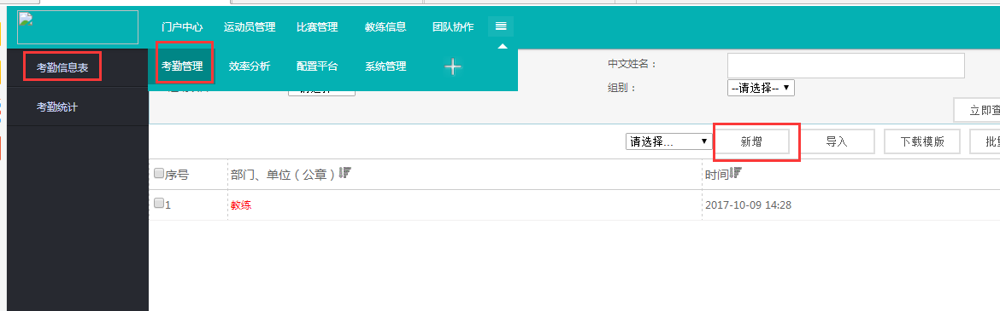 门户中心 运动员管理 比赛管理 教练信息 团队协作
考勤管理 效率分析 配置平台 系统管理
考勤信息表
考勤统计
中文姓名：
组别： --请选择--
立即查
请选择... 新增 导入 下载模版 批量
序号 部门、单位（公章） 时间
1 教练 2017-10-09 14:28